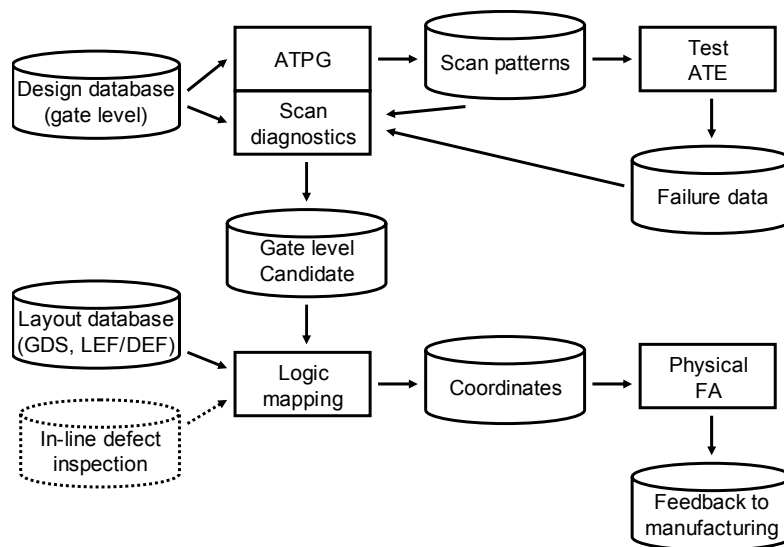 ATPG
Scan patterns
Test
ATE
Design database
(gate level)
Scan
diagnostics
Failure data
Gate level
Candidate
Layout database
(GDS, LEF/DEF)
Logic
mapping
Coordinates
Physical
FA
In-line defect
inspection
Feedback to
manufacturing